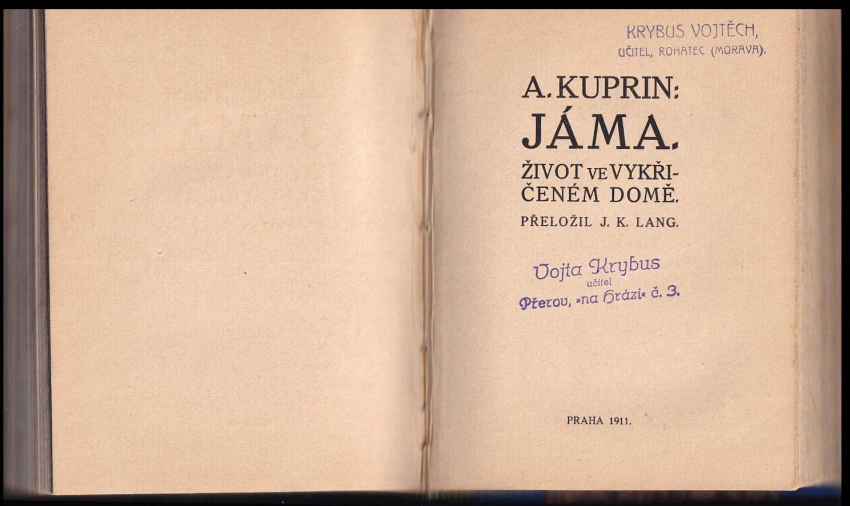 KRYBUS VOJTĚCH,
UČITEL, ROHATEC (MORAVA).
A. KUPRIN:
JÁMA.
ŽIVOT VE VYKŘI-
ČENÉM DOMĚ.
PŘELOŽIL J. K. LANG.
Vojta Krybus
učitel
Přerov, »na hrázi« č. 3.
PRAHA 1911.